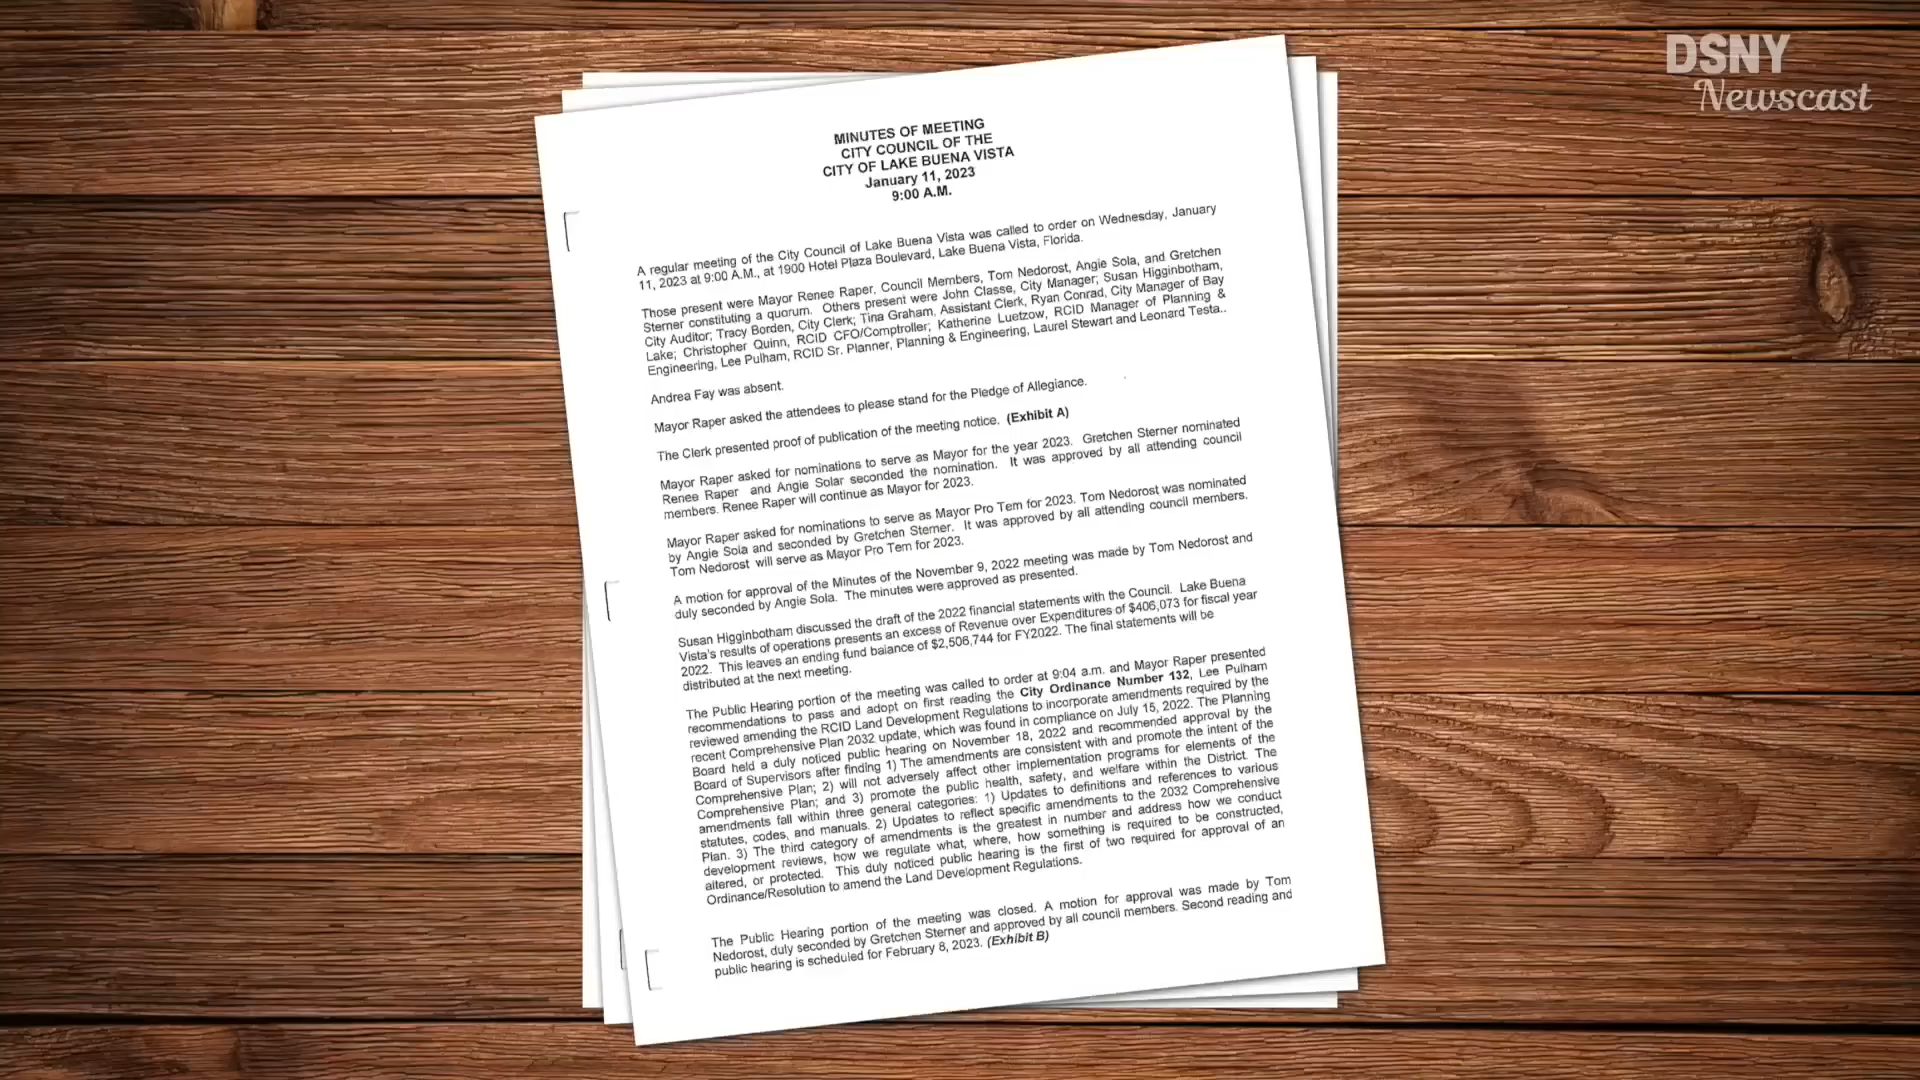 DSNY
Newscast
MINUTES OF MEETING
CITY COUNCIL OF THE
CITY OF LAKE BUENA VISTA
January 11, 2023
9:00 A.M.
A regular meeting of the City Council of Lake Buena Vista was called to order on Wednesday, January
11, 2023 at 9:00 A.M., at 1900 Hotel Plaza Boulevard, Lake Buena Vista, Florida.
Those present were Mayor Renee Raper, Council Members, Tom Nedorost, Angie Sola, and Gretchen
Sterner constituting a quorum. Others present were John Classe, City Manager; Susan Higginbotham,
City Auditor; Tracy Borden, City Clerk; Tina Graham, Assistant Clerk, Ryan Conrad, City Manager of Bay
Lake; Christopher Quinn, RCID CFO/Comptroller; Katherine Luetzow, RCID Manager of Planning &
Engineering, Lee Pulham, RCID Sr. Planner, Planning & Engineering, Laurel Stewart and Leonard Testa..
Andrea Fay was absent.
Mayor Raper asked the attendees to please stand for the Pledge of Allegiance.
The Clerk presented proof of publication of the meeting notice. (Exhibit A)
Mayor Raper asked for nominations to serve as Mayor for the year 2023. Gretchen Sterner nominated
Renee Raper and Angie Solar seconded the nomination. It was approved by all attending council
members. Renee Raper will continue as Mayor for 2023.
Mayor Raper asked for nominations to serve as Mayor Pro Tem for 2023. Tom Nedorost was nominated
by Angie Sola and seconded by Gretchen Sterner. It was approved by all attending council members.
Tom Nedorost will serve as Mayor Pro Tem for 2023.
A motion for approval of the Minutes of the November 9, 2022 meeting was made by Tom Nedorost and
duly seconded by Angie Sola. The minutes were approved as presented.
Susan Higginbotham discussed the draft of the 2022 financial statements with the Council. Lake Buena
Vista's results of operations presents an excess of Revenue over Expenditures of $406,073 for fiscal year
2022. This leaves an ending fund balance of $2,506,744 for FY2022. The final statements will be
distributed at the next meeting.
The Public Hearing portion of the meeting was called to order at 9:04 a.m. and Mayor Raper presented
recommendations to pass and adopt on first reading the City Ordinance Number 132, Lee Pulham
reviewed amending the RCID Land Development Regulations to incorporate amendments required by the
recent Comprehensive Plan 2032 update, which was found in compliance on July 15, 2022. The Planning
Board held a duly noticed public hearing on November 18, 2022 and recommended approval by the
Board of Supervisors after finding 1) The amendments are consistent with and promote the intent of the
Comprehensive Plan; 2) will not adversely affect other implementation programs for elements of the
Comprehensive Plan; and 3) promote the public health, safety, and welfare within the District. The
amendments fall within three general categories: 1) Updates to definitions and references to various
statutes, codes, and manuals. 2) Updates to reflect specific amendments to the 2032 Comprehensive
Plan. 3) The third category of amendments is the greatest in number and address how we conduct
development reviews, how we regulate what, where, how something is required to be constructed,
altered, or protected. This duly noticed public hearing is the first of two required for approval of an
Ordinance/Resolution to amend the Land Development Regulations.
The Public Hearing portion of the meeting was closed. A motion for approval was made by Tom
Nedorost, duly seconded by Gretchen Sterner and approved by all council members. Second reading and
public hearing is scheduled for February 8, 2023. (Exhibit B)